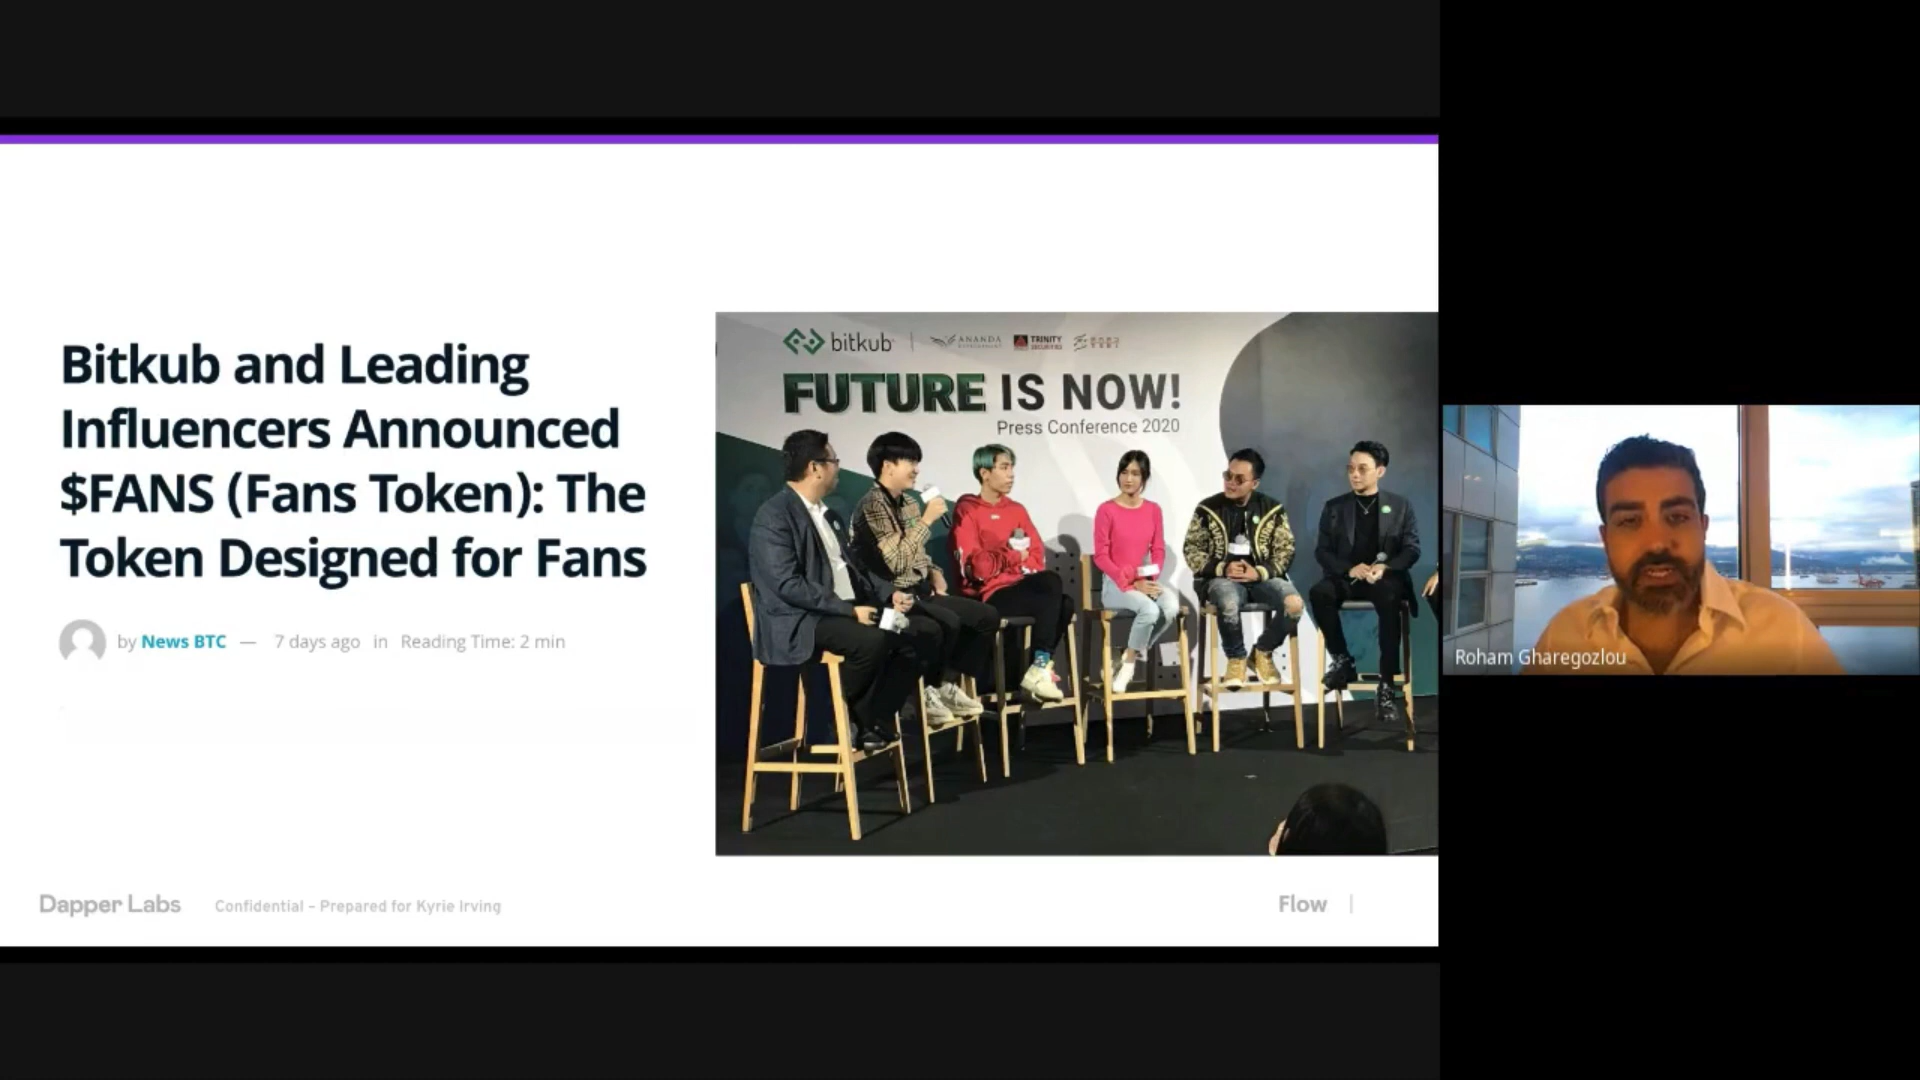 Bitkub and Leading
Influencers Announced
$FANS (Fans Token): The
Token Designed for Fans
by News BTC — 7 days ago in Reading Time: 2 min
bitkub
ANANDA
TRINITY
SECURITIES
FUTURE IS NOW!
Press Conference 2020
Dapper Labs
Confidential – Prepared for Kyrie Irving
Flow |
Roham Gharegozlou